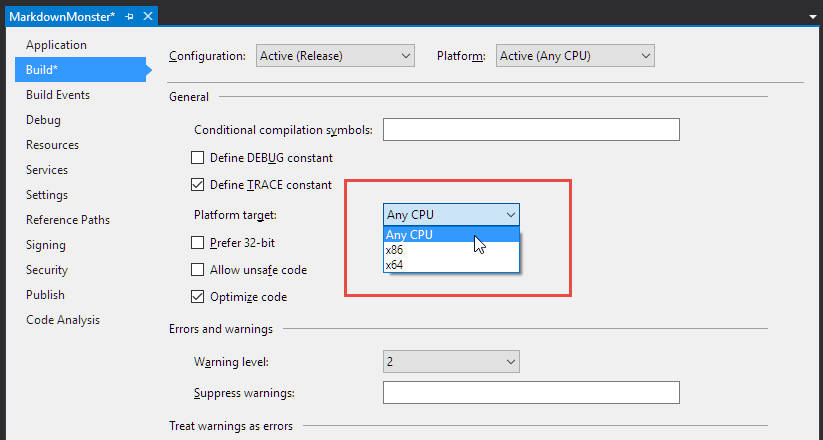 MarkdownMonster*
Application
Build*
Build Events
Debug
Resources
Services
Settings
Reference Paths
Signing
Security
Publish
Code Analysis
Configuration: Active (Release) Platform: Active (Any CPU)
General
Conditional compilation symbols:
Define DEBUG constant
Define TRACE constant
Platform target: Any CPU
Any CPU
x86
x64
Prefer 32-bit
Allow unsafe code
Optimize code
Errors and warnings
Warning level: 2
Suppress warnings:
Treat warnings as errors